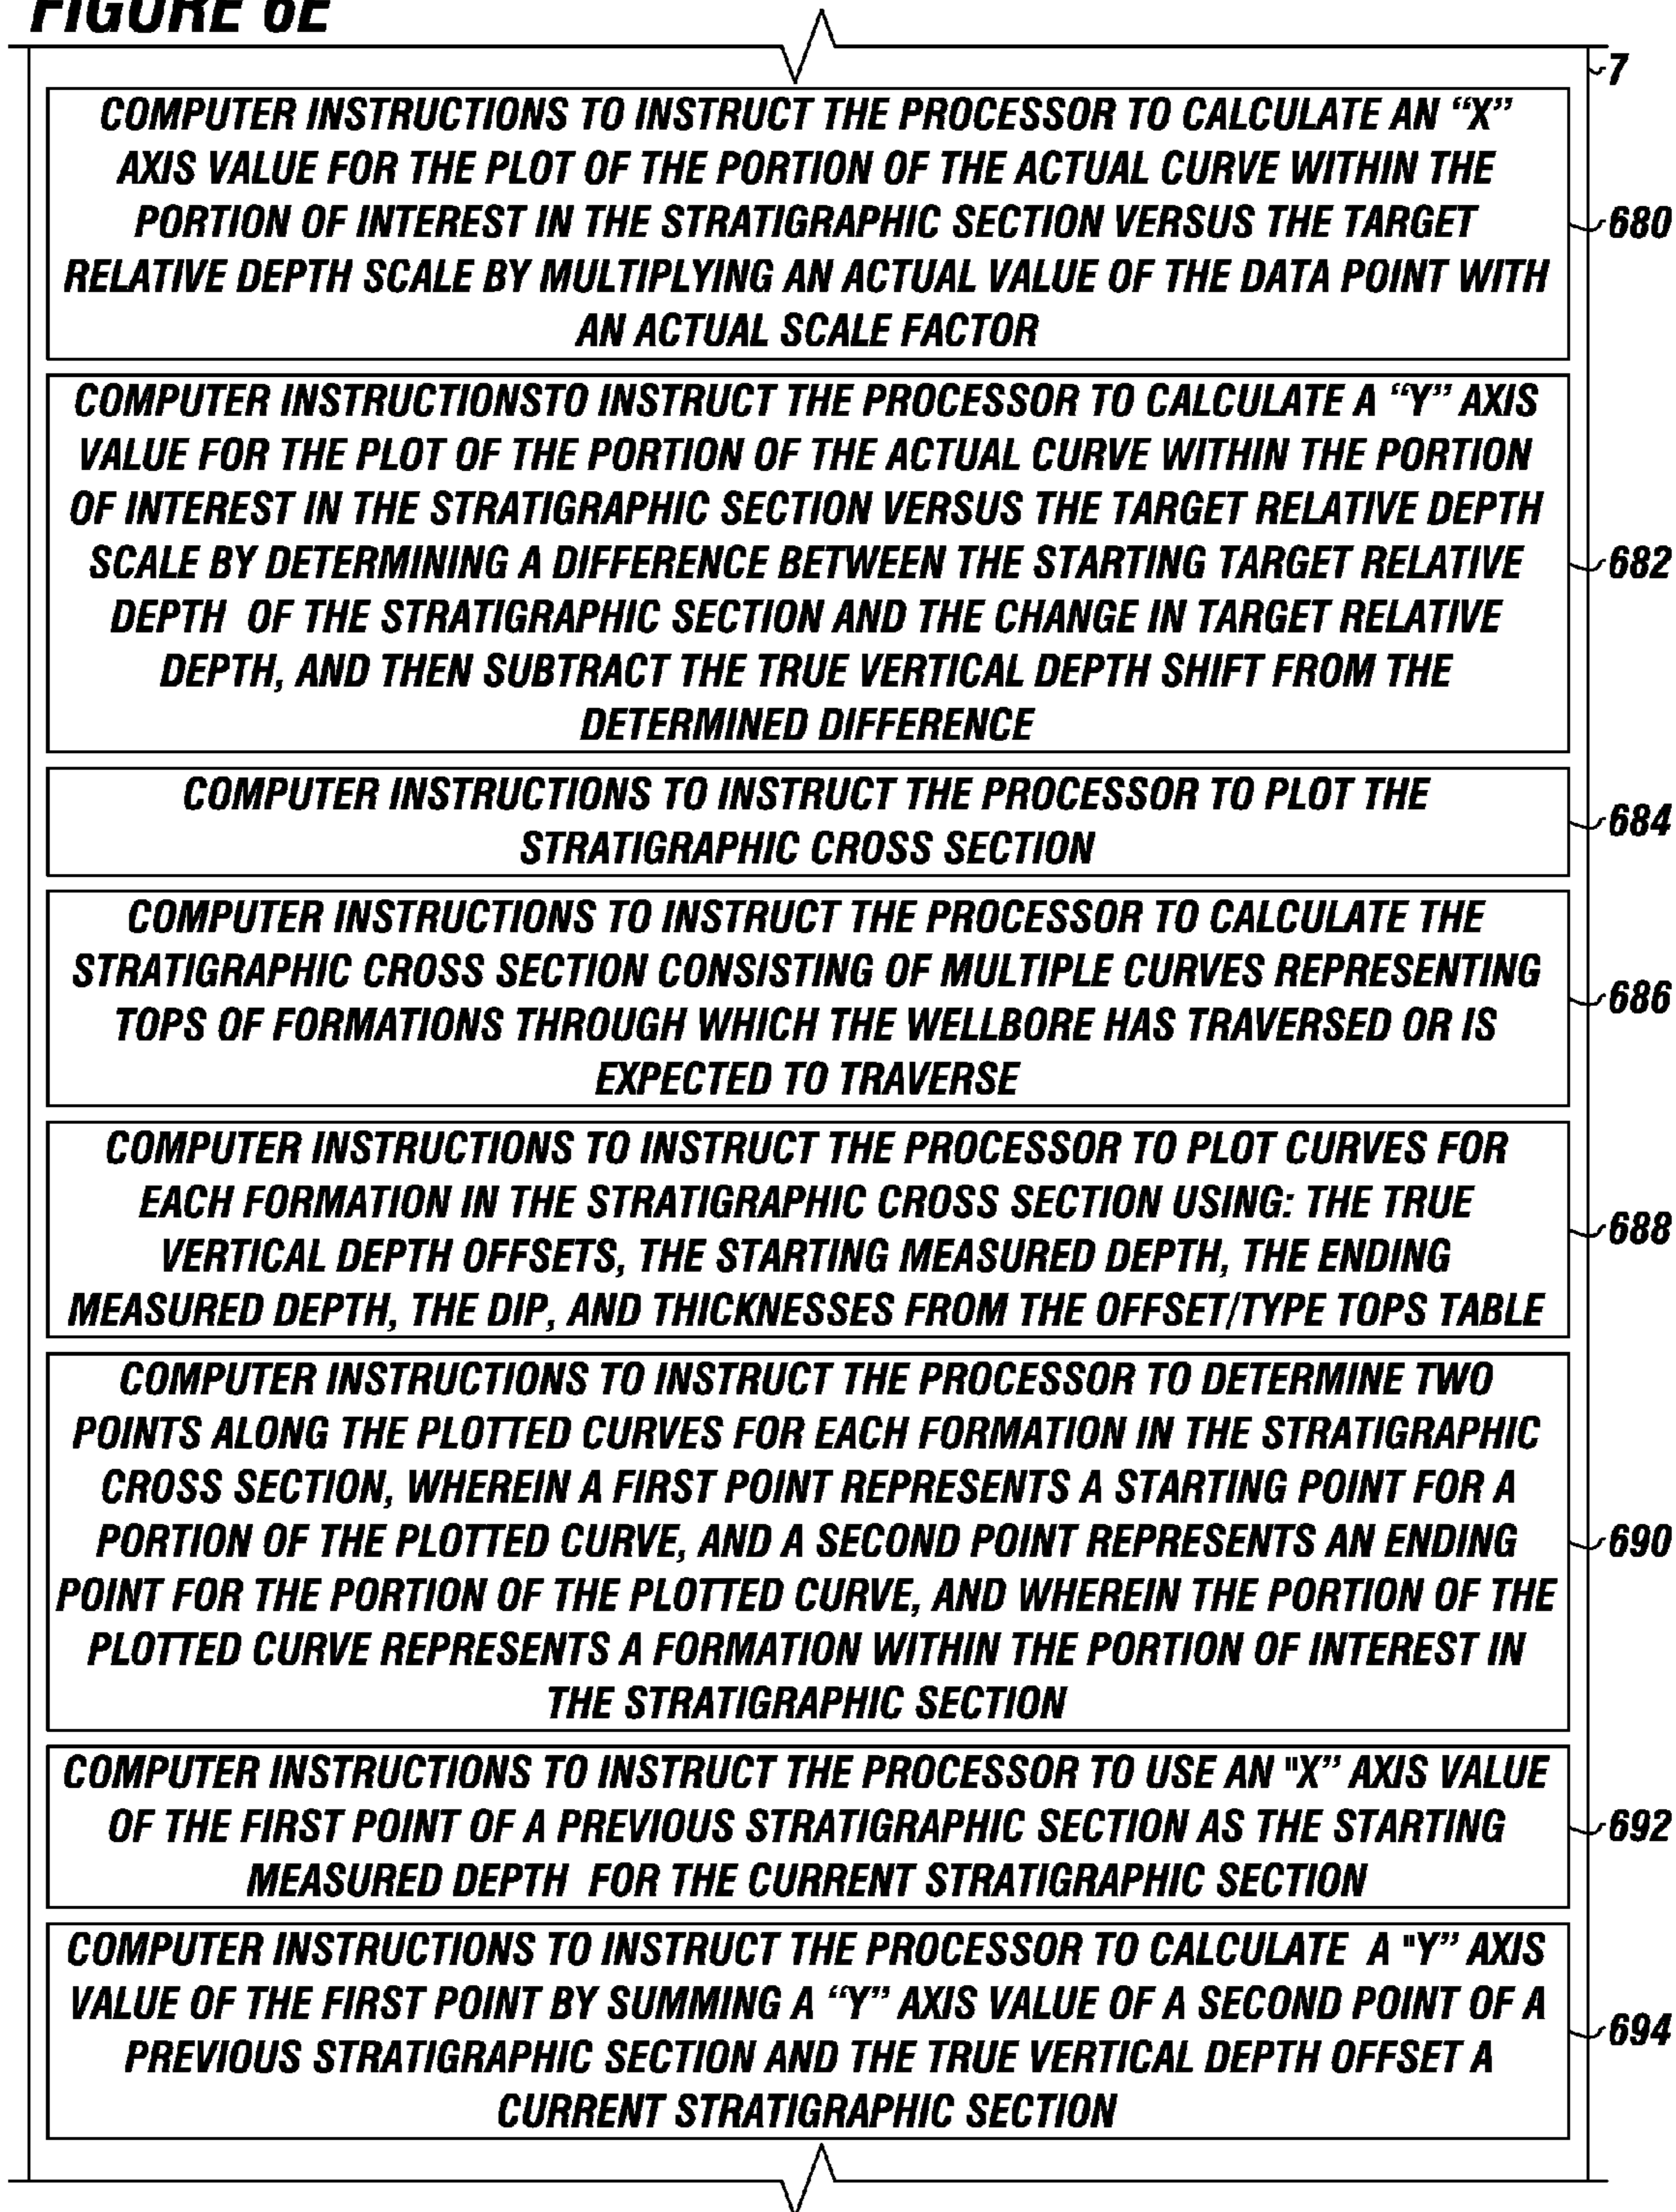 FIGURE 6E
7
COMPUTER INSTRUCTIONS TO INSTRUCT THE PROCESSOR TO CALCULATE AN “X”
AXIS VALUE FOR THE PLOT OF THE PORTION OF THE ACTUAL CURVE WITHIN THE
PORTION OF INTEREST IN THE STRATIGRAPHIC SECTION VERSUS THE TARGET
RELATIVE DEPTH SCALE BY MULTIPLYING AN ACTUAL VALUE OF THE DATA POINT WITH
AN ACTUAL SCALE FACTOR
680
COMPUTER INSTRUCTIONSTO INSTRUCT THE PROCESSOR TO CALCULATE A “Y” AXIS
VALUE FOR THE PLOT OF THE PORTION OF THE ACTUAL CURVE WITHIN THE PORTION
OF INTEREST IN THE STRATIGRAPHIC SECTION VERSUS THE TARGET RELATIVE DEPTH
SCALE BY DETERMINING A DIFFERENCE BETWEEN THE STARTING TARGET RELATIVE
DEPTH OF THE STRATIGRAPHIC SECTION AND THE CHANGE IN TARGET RELATIVE
DEPTH, AND THEN SUBTRACT THE TRUE VERTICAL DEPTH SHIFT FROM THE
DETERMINED DIFFERENCE
682
COMPUTER INSTRUCTIONS TO INSTRUCT THE PROCESSOR TO PLOT THE
STRATIGRAPHIC CROSS SECTION
684
COMPUTER INSTRUCTIONS TO INSTRUCT THE PROCESSOR TO CALCULATE THE
STRATIGRAPHIC CROSS SECTION CONSISTING OF MULTIPLE CURVES REPRESENTING
TOPS OF FORMATIONS THROUGH WHICH THE WELLBORE HAS TRAVERSED OR IS
EXPECTED TO TRAVERSE
686
COMPUTER INSTRUCTIONS TO INSTRUCT THE PROCESSOR TO PLOT CURVES FOR
EACH FORMATION IN THE STRATIGRAPHIC CROSS SECTION USING: THE TRUE
VERTICAL DEPTH OFFSETS, THE STARTING MEASURED DEPTH, THE ENDING
MEASURED DEPTH, THE DIP, AND THICKNESSES FROM THE OFFSET/TYPE TOPS TABLE
688
COMPUTER INSTRUCTIONS TO INSTRUCT THE PROCESSOR TO DETERMINE TWO
POINTS ALONG THE PLOTTED CURVES FOR EACH FORMATION IN THE STRATIGRAPHIC
CROSS SECTION, WHEREIN A FIRST POINT REPRESENTS A STARTING POINT FOR A
PORTION OF THE PLOTTED CURVE, AND A SECOND POINT REPRESENTS AN ENDING
POINT FOR THE PORTION OF THE PLOTTED CURVE, AND WHEREIN THE PORTION OF THE
PLOTTED CURVE REPRESENTS A FORMATION WITHIN THE PORTION OF INTEREST IN
THE STRATIGRAPHIC SECTION
690
COMPUTER INSTRUCTIONS TO INSTRUCT THE PROCESSOR TO USE AN "X” AXIS VALUE
OF THE FIRST POINT OF A PREVIOUS STRATIGRAPHIC SECTION AS THE STARTING
MEASURED DEPTH FOR THE CURRENT STRATIGRAPHIC SECTION
692
COMPUTER INSTRUCTIONS TO INSTRUCT THE PROCESSOR TO CALCULATE A "Y” AXIS
VALUE OF THE FIRST POINT BY SUMMING A “Y” AXIS VALUE OF A SECOND POINT OF A
PREVIOUS STRATIGRAPHIC SECTION AND THE TRUE VERTICAL DEPTH OFFSET A
CURRENT STRATIGRAPHIC SECTION
694